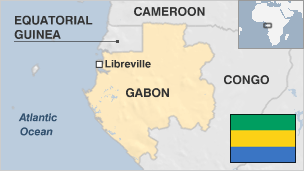 CAMEROON
EQUATORIAL
GUINEA
Libreville
GABON
CONGO
Atlantic
Ocean